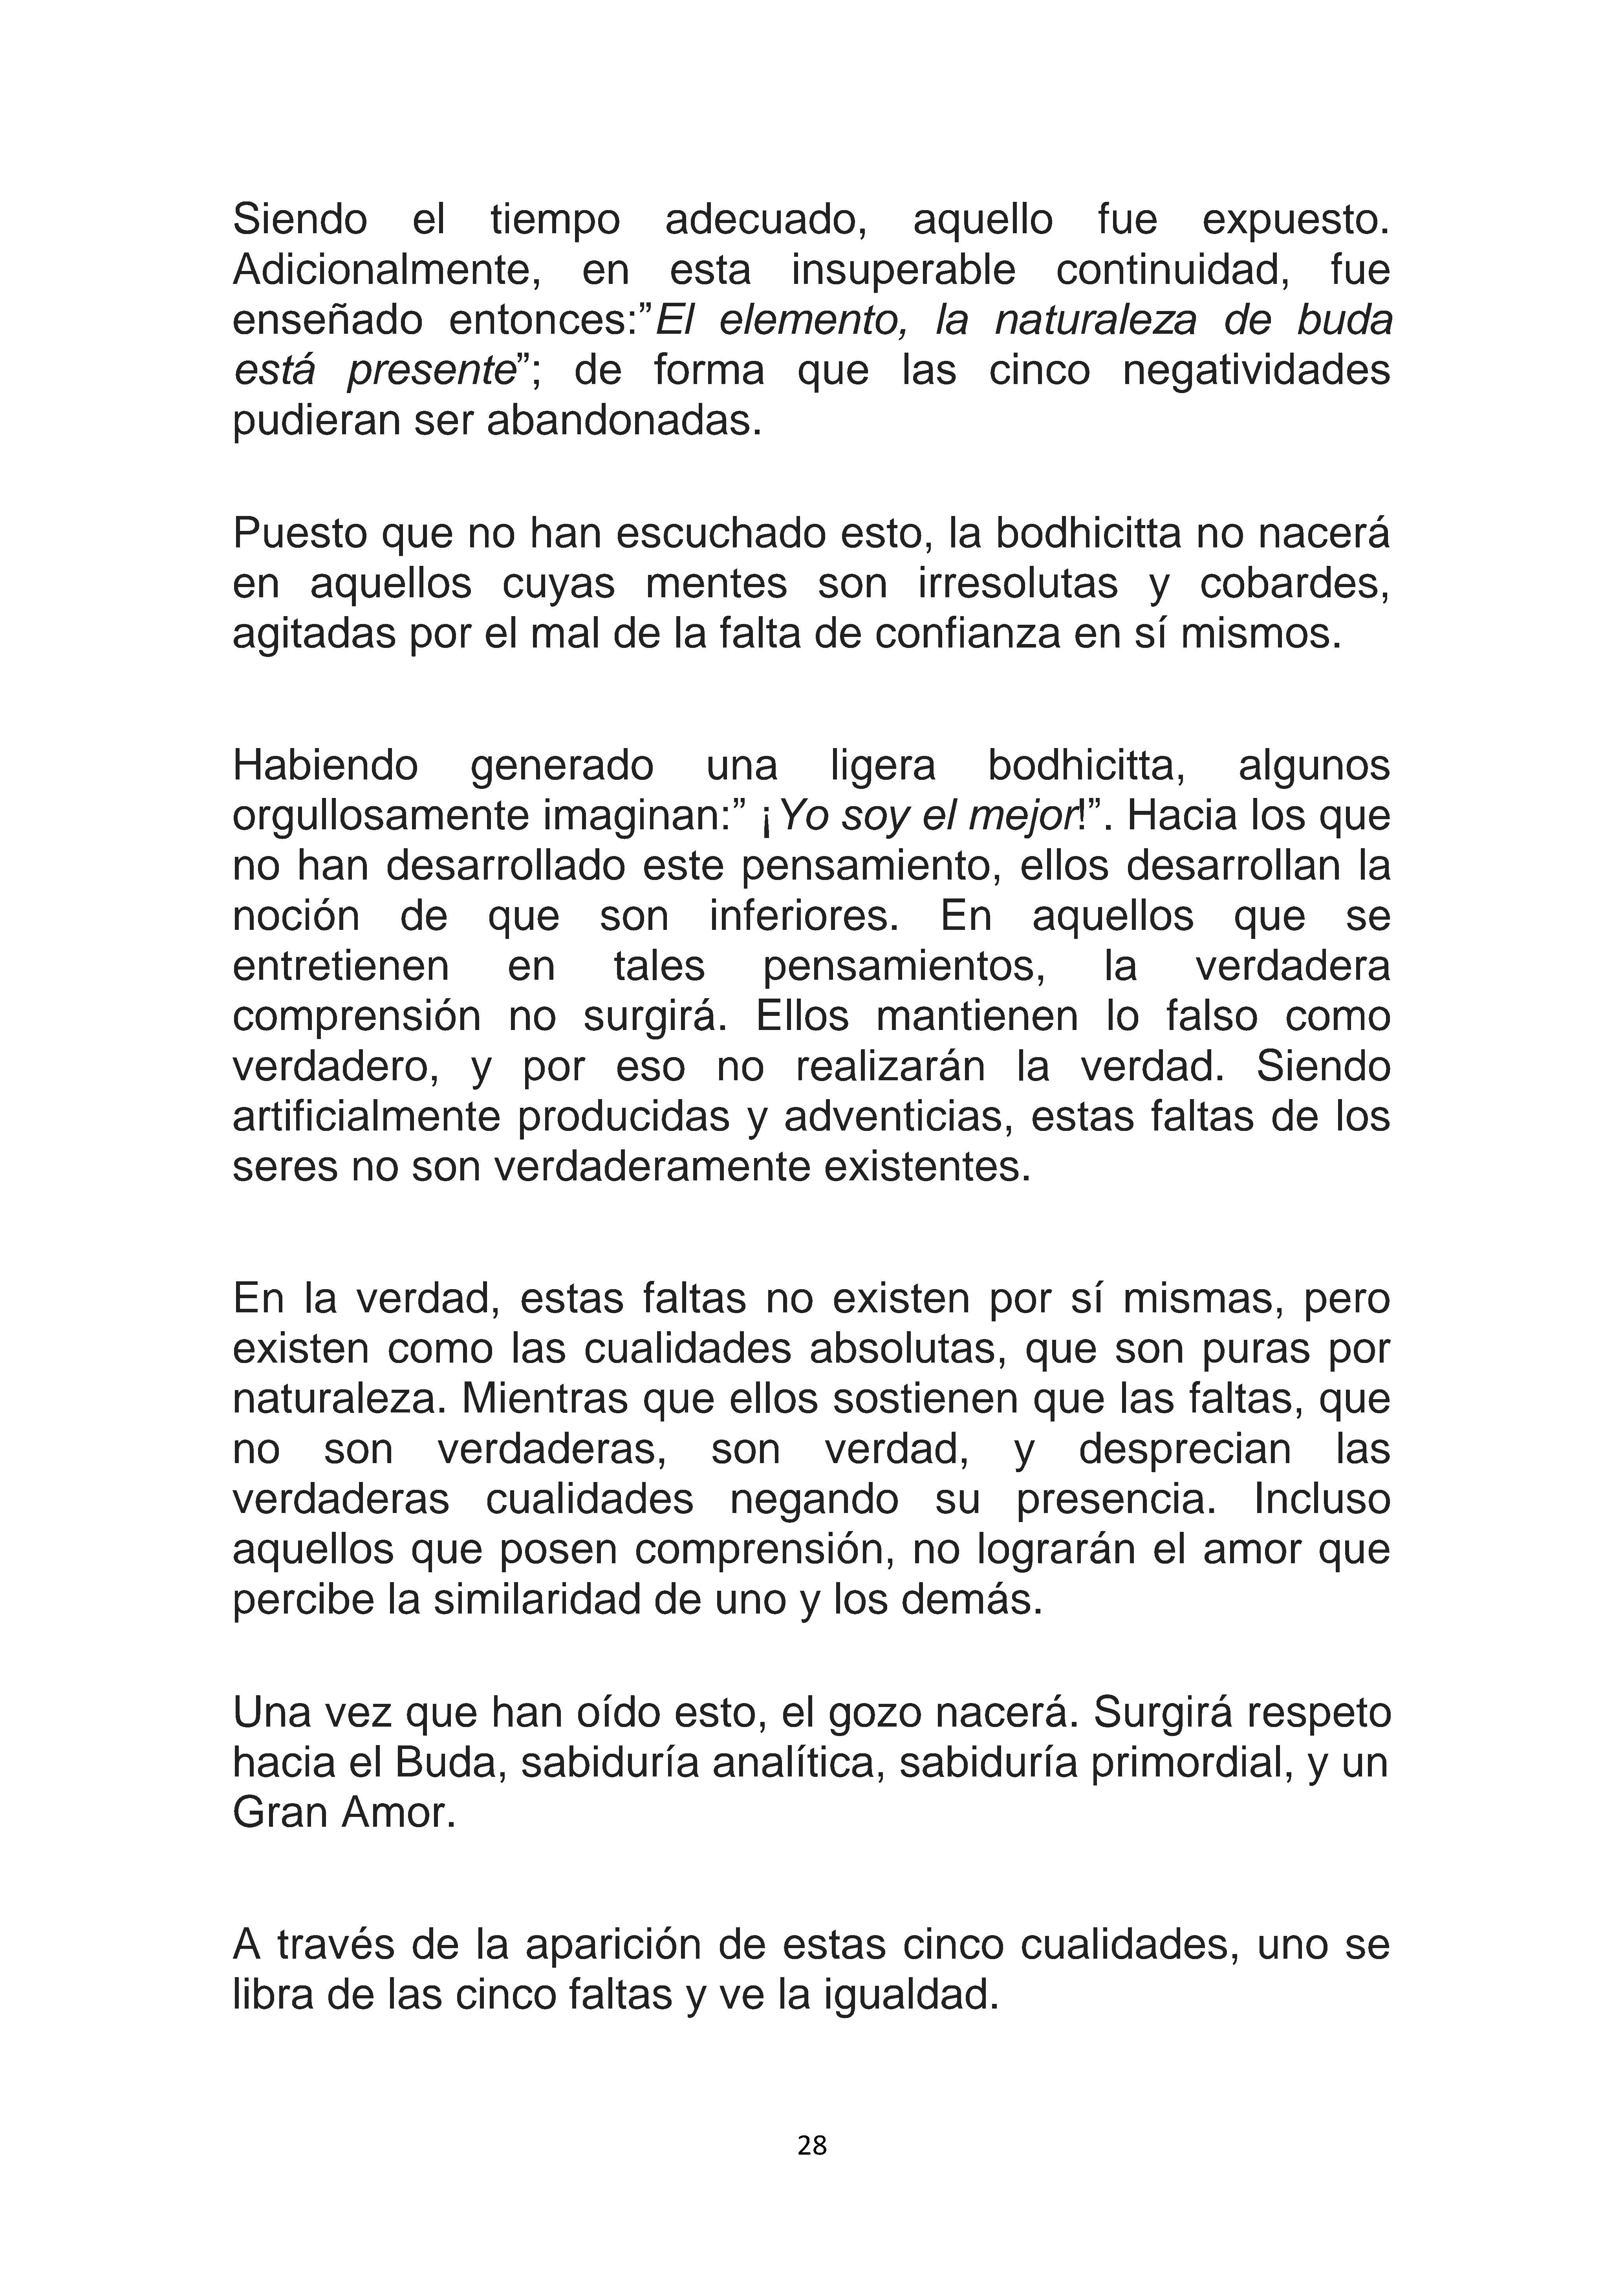 Siendo el tiempo adecuado, aquello fue expuesto.
Adicionalmente, en esta insuperable continuidad, fue
enseñado entonces:”El elemento, la naturaleza de buda
está presente”; de forma que las cinco negatividades
pudieran ser abandonadas.
Puesto que no han escuchado esto, la bodhicitta no nacerá
en aquellos cuyas mentes son irresolutas y cobardes,
agitadas por el mal de la falta de confianza en sí mismos.
Habiendo generado una ligera bodhicitta, algunos
orgullosamente imaginan:” ¡Yo soy el mejor!”. Hacia los que
no han desarrollado este pensamiento, ellos desarrollan la
noción de que son inferiores. En aquellos que se
entretienen en tales pensamientos, la verdadera
comprensión no surgirá. Ellos mantienen lo falso como
verdadero, y por eso no realizarán la verdad. Siendo
artificialmente producidas y adventicias, estas faltas de los
seres no son verdaderamente existentes.
En la verdad, estas faltas no existen por sí mismas, pero
existen como las cualidades absolutas, que son puras por
naturaleza. Mientras que ellos sostienen que las faltas, que
no son verdaderas, son verdad, y desprecian las
verdaderas cualidades negando su presencia. Incluso
aquellos que posen comprensión, no lograrán el amor que
percibe la similaridad de uno y los demás.
Una vez que han oído esto, el gozo nacerá. Surgirá respeto
hacia el Buda, sabiduría analítica, sabiduría primordial, y un
Gran Amor.
A través de la aparición de estas cinco cualidades, uno se
libra de las cinco faltas y ve la igualdad.
28